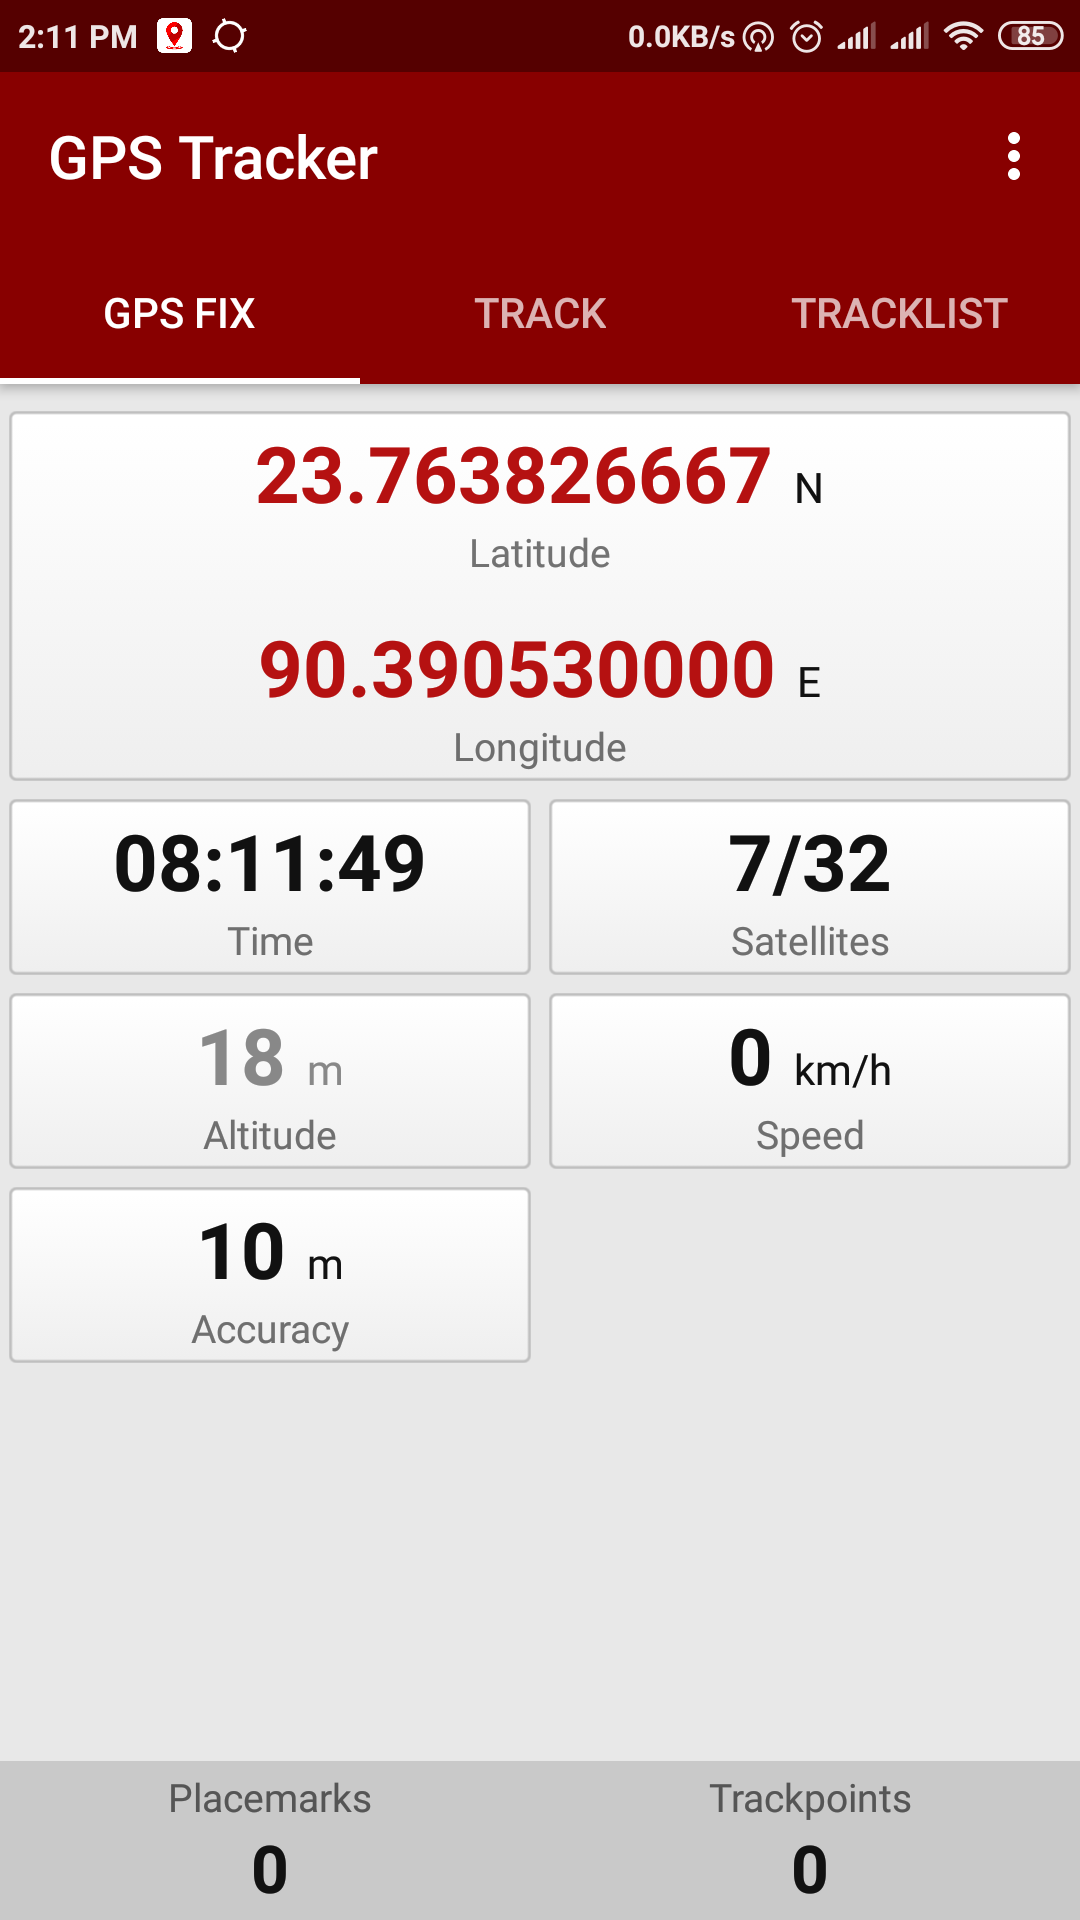 2:11 PM 0.0KB/s 85
GPS Tracker
GPS FIX TRACK TRACKLIST
23.763826667 N
Latitude
90.390530000 E
Longitude
08:11:49 7/32
Time Satellites
18 m 0 km/h
Altitude Speed
10 m
Accuracy
Placemarks Trackpoints
0 0